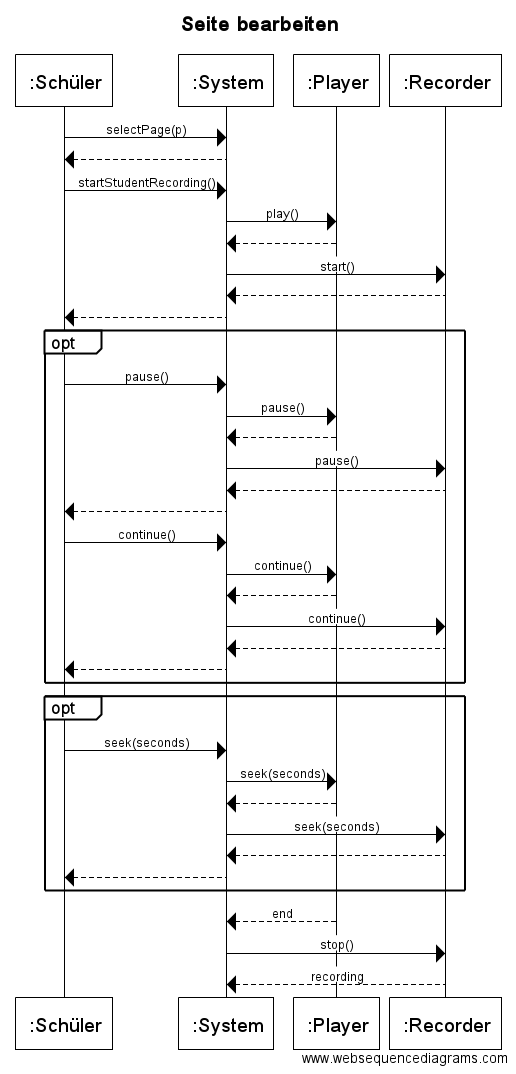 Seite bearbeiten
:Schüler :System :Player :Recorder
selectPage(p)
startStudentRecording()
play()
start()
opt
pause()
pause()
pause()
continue()
continue()
continue()
opt
seek(seconds)
seek(seconds)
seek(seconds)
end
stop()
recording
:Schüler :System :Player :Recorder
www.websequencediagrams.com